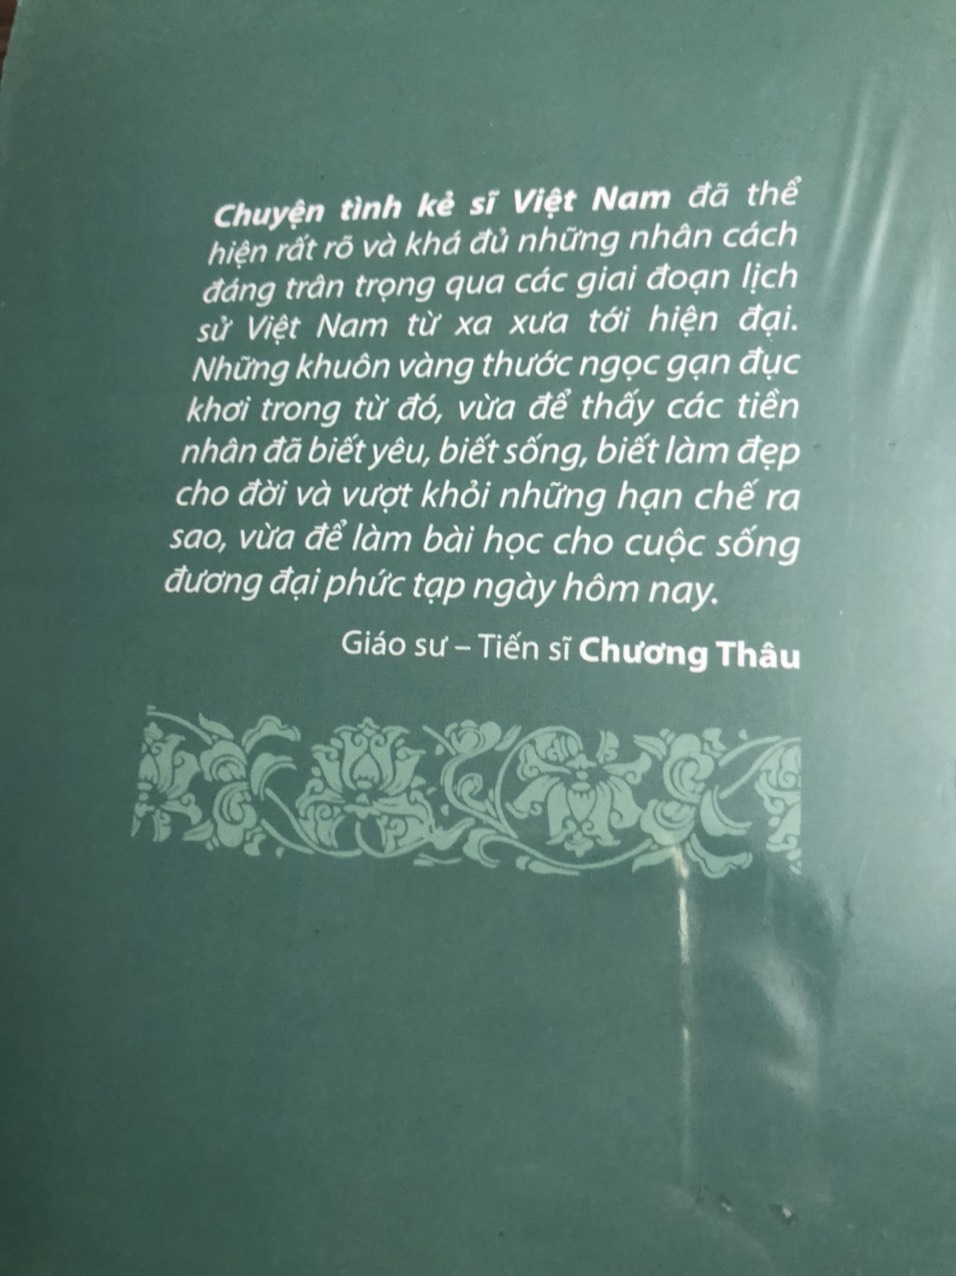 Chuyện tình kẻ sĩ Việt Nam đã thể
hiện rất rõ và khá đủ những nhân cách
đáng trân trọng qua các giai đoạn lịch
sử Việt Nam từ xa xưa tới hiện đại.
Những khuôn vàng thước ngọc gạn đục
khơi trong từ đó, vừa để thấy các tiền
nhân đã biết yêu, biết sống, biết làm đẹp
cho đời và vượt khỏi những hạn chế ra
sao, vừa để làm bài học cho cuộc sống
đương đại phức tạp ngày hôm nay.
Giáo sư – Tiến sĩ Chương Thâu